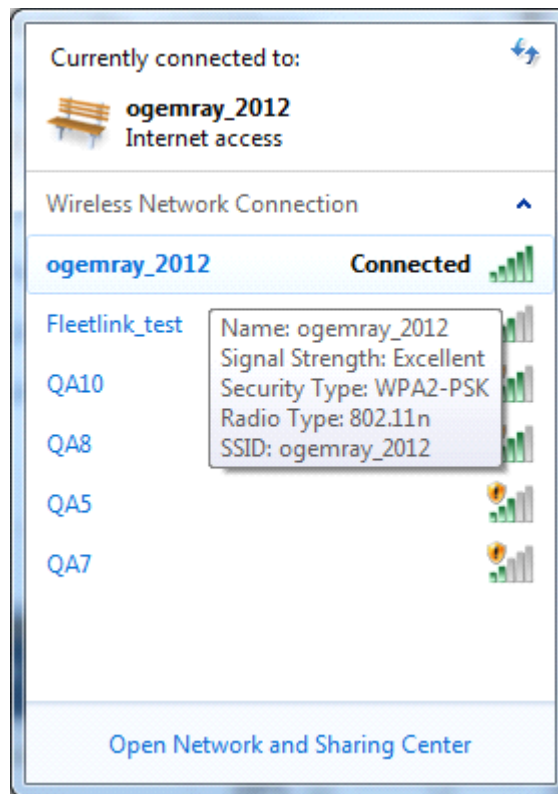 Currently connected to:
ogemray_2012
Internet access
Wireless Network Connection
ogemray_2012 Connected
Fleetlink_test
Name: ogemray_2012
Signal Strength: Excellent
QA10
Security Type: WPA2-PSK
Radio Type: 802.11n
QA8
SSID: ogemray_2012
QA5
QA7
Open Network and Sharing Center